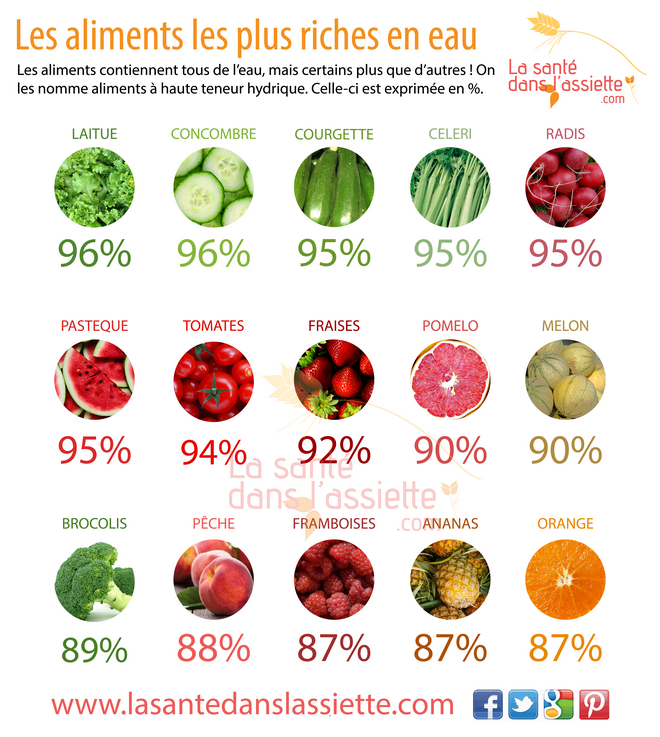 Les aliments les plus riches en eau
Les aliments contiennent tous de l'eau, mais certains plus que d'autres ! On
les nomme aliments à haute teneur hydrique. Celle-ci est exprimée en %.
La santé
dans l'assiette
.com
LAITUE CONCOMBRE COURGETTE CELERI RADIS
96% 96% 95% 95% 95%
PASTEQUE TOMATES FRAISES POMELO MELON
95% 94% 92% 90% 90%
La santé
dans l'assiette
.com
BROCOLIS PÊCHE FRAMBOISES ANANAS ORANGE
89% 88% 87% 87% 87%
www.lasantedanslassiette.com